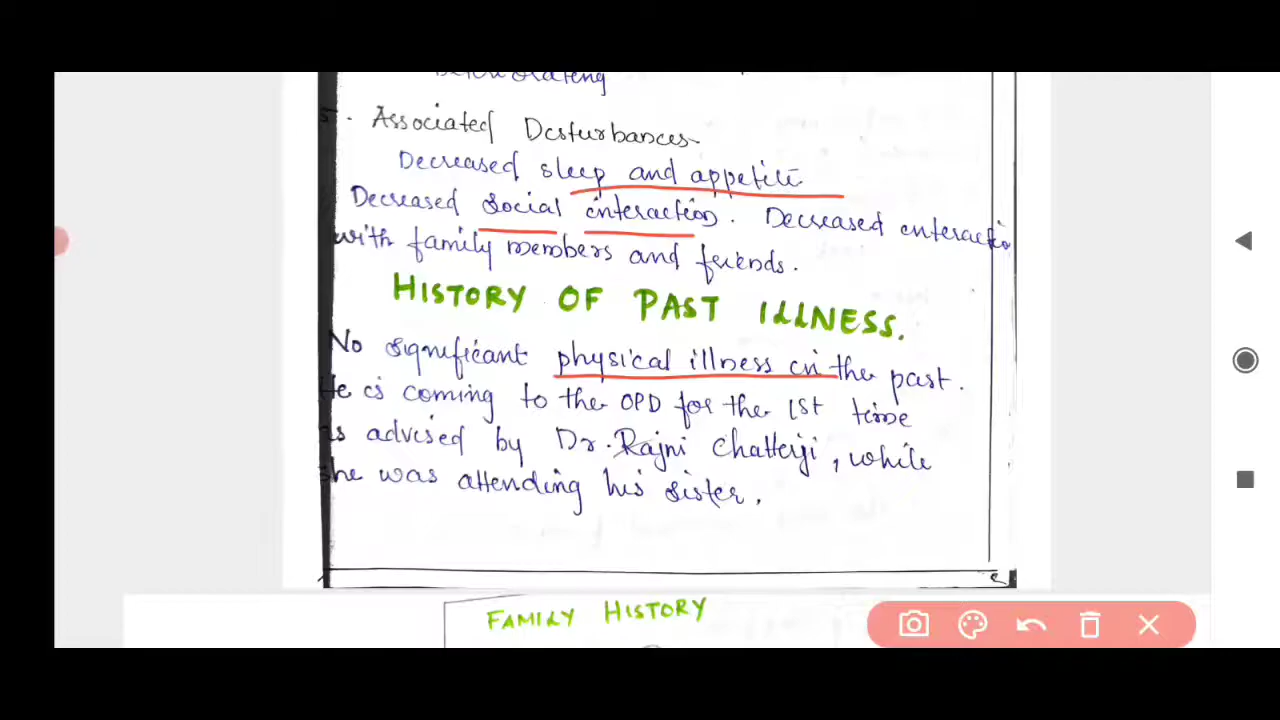 5. Associated Disturbances-
Decreased sleep and appetite
Decreased social interaction. Decreased interactio
with family members and friends.
HISTORY OF PAST ILLNESS.
No significant physical illness in the past.
He is coming to the OPD for the 1st time
as advised by Dr. Rajni Chatterji, while
she was attending his sister.
FAMILY HISTORY